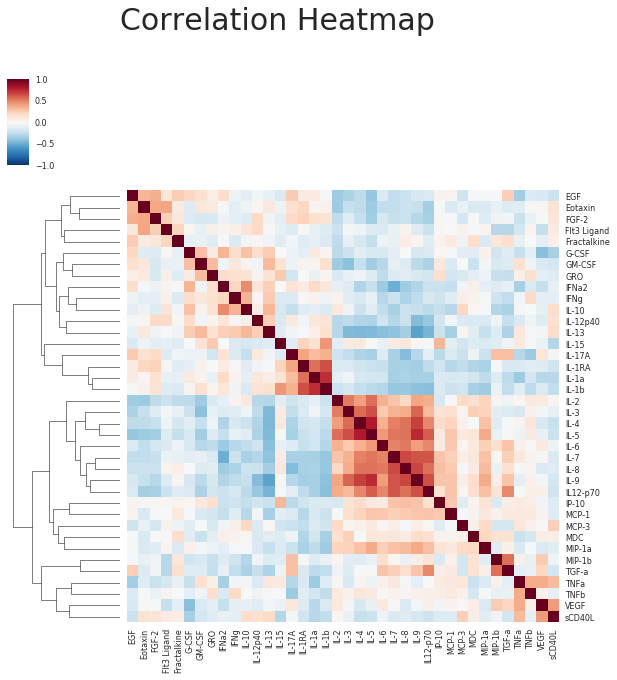 Correlation Heatmap
1.0
0.5
0.0
−0.5
−1.0
EGF
Eotaxin
FGF-2
Flt3 Ligand
Fractalkine
G-CSF
GM-CSF
GRO
IFNa2
IFNg
IL-10
IL-12p40
IL-13
IL-15
IL-17A
IL-1RA
IL-1a
IL-1b
IL-2
IL-3
IL-4
IL-5
IL-6
IL-7
IL-8
IL-9
IL12-p70
IP-10
MCP-1
MCP-3
MDC
MIP-1a
MIP-1b
TGF-a
TNFa
TNFb
VEGF
sCD40L
EGF
Eotaxin
FGF-2
Flt3 Ligand
Fractalkine
G-CSF
GM-CSF
GRO
IFNa2
IFNg
IL-10
IL-12p40
IL-13
IL-15
IL-17A
IL-1RA
IL-1a
IL-1b
IL-2
IL-3
IL-4
IL-5
IL-6
IL-7
IL-8
IL-9
IL12-p70
IP-10
MCP-1
MCP-3
MDC
MIP-1a
MIP-1b
TGF-a
TNFa
TNFb
VEGF
sCD40L